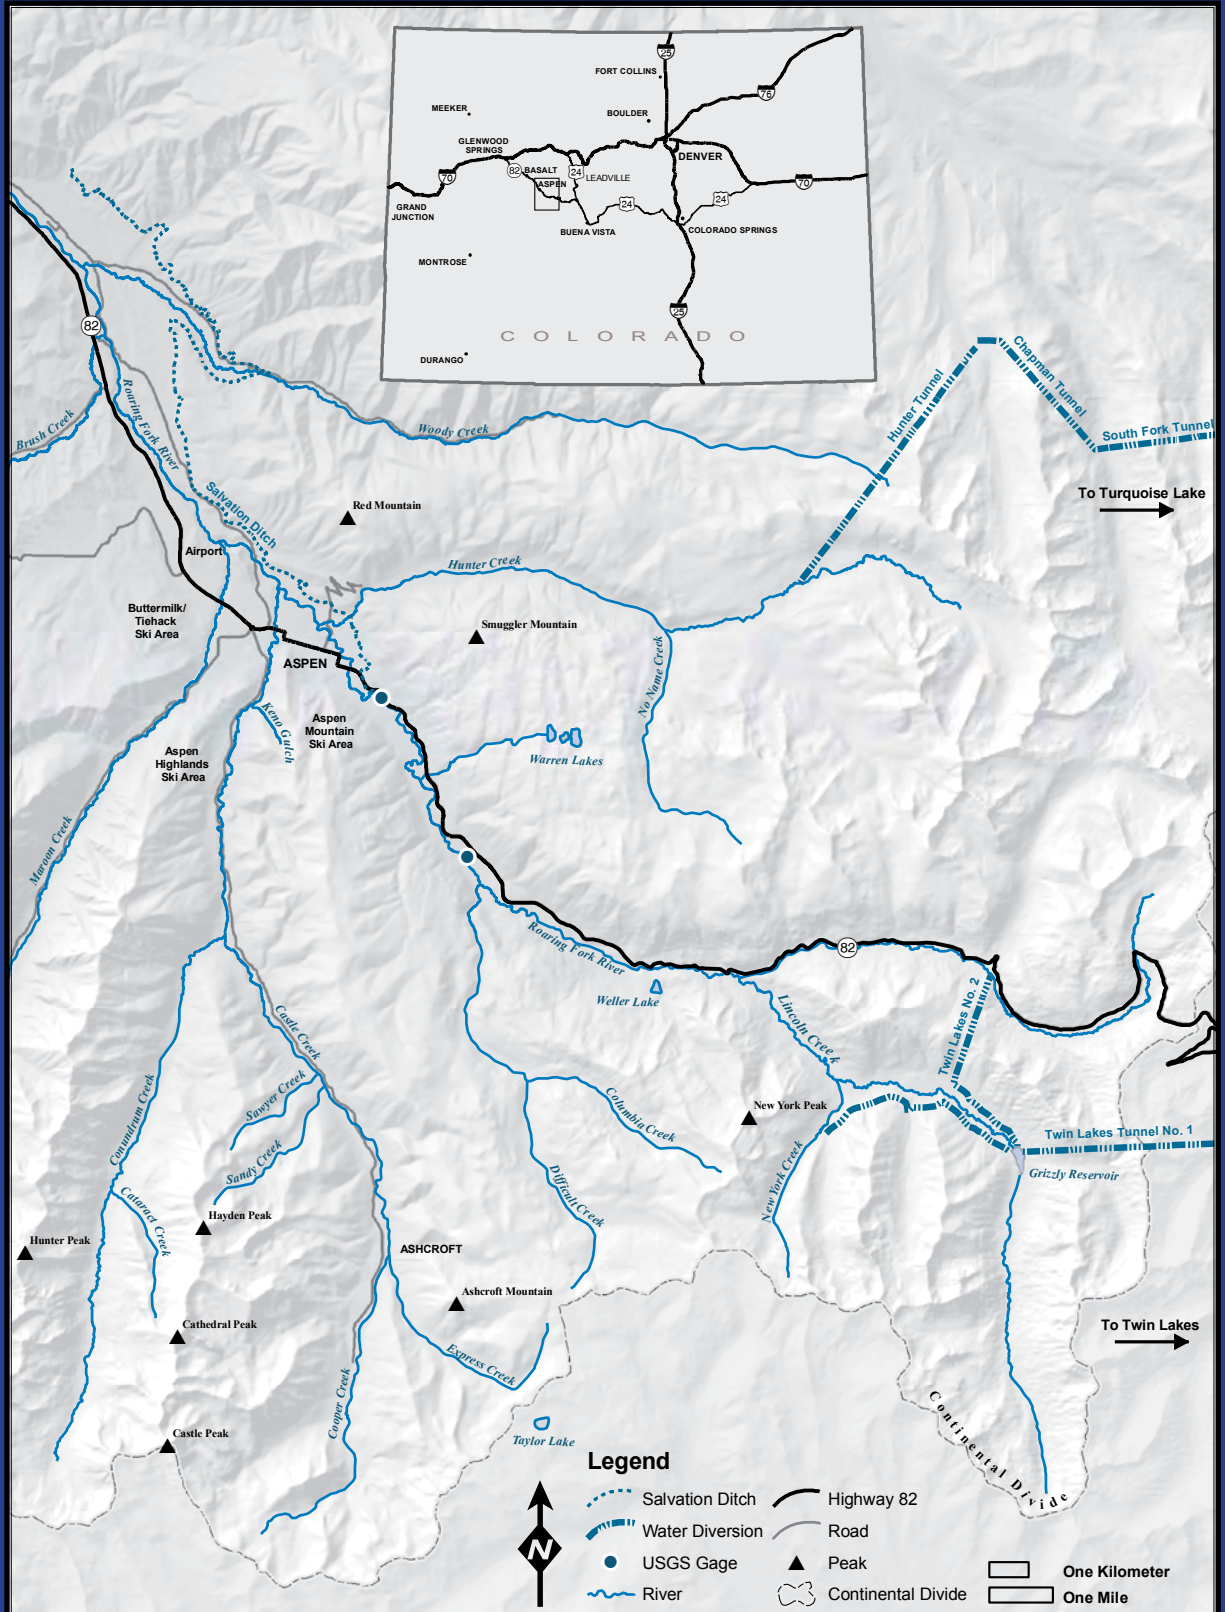 25
FORT COLLINS
76
MEEKER
BOULDER
GLENWOOD
SPRINGS
DENVER
82
BASALT
24
LEADVILLE
70
ASPEN
70
GRAND
JUNCTION
24
24
BUENA VISTA
COLORADO SPRINGS
MONTROSE
25
COLORADO
DURANGO
82
Roaring Fork River
Brush Creek
Woody Creek
Hunter Tunnel
Chapman Tunnel
South Fork Tunnel
To Turquoise Lake
Salvation Ditch
Red Mountain
Airport
Hunter Creek
Buttermilk/
Tiehack
Ski Area
Smuggler Mountain
ASPEN
No Name Creek
Keno Gulch
Aspen
Mountain
Ski Area
Aspen
Highlands
Ski Area
Warren Lakes
Maroon Creek
Roaring Fork River
82
Weller Lake
Lincoln Creek
Twin Lakes No. 2
Castle Creek
Sawyer Creek
Conundrum Creek
Columbia Creek
New York Peak
Twin Lakes Tunnel No. 1
Sandy Creek
Grizzly Reservoir
New York Creek
Difficult Creek
Cataract Creek
Hayden Peak
Hunter Peak
ASHCROFT
Ashcroft Mountain
Cathedral Peak
To Twin Lakes
Express Creek
Cooper Creek
Castle Peak
Taylor Lake
Continental Divide
Legend
Salvation Ditch
Highway 82
Water Diversion
Road
N
USGS Gage
Peak
One Kilometer
River
Continental Divide
One Mile